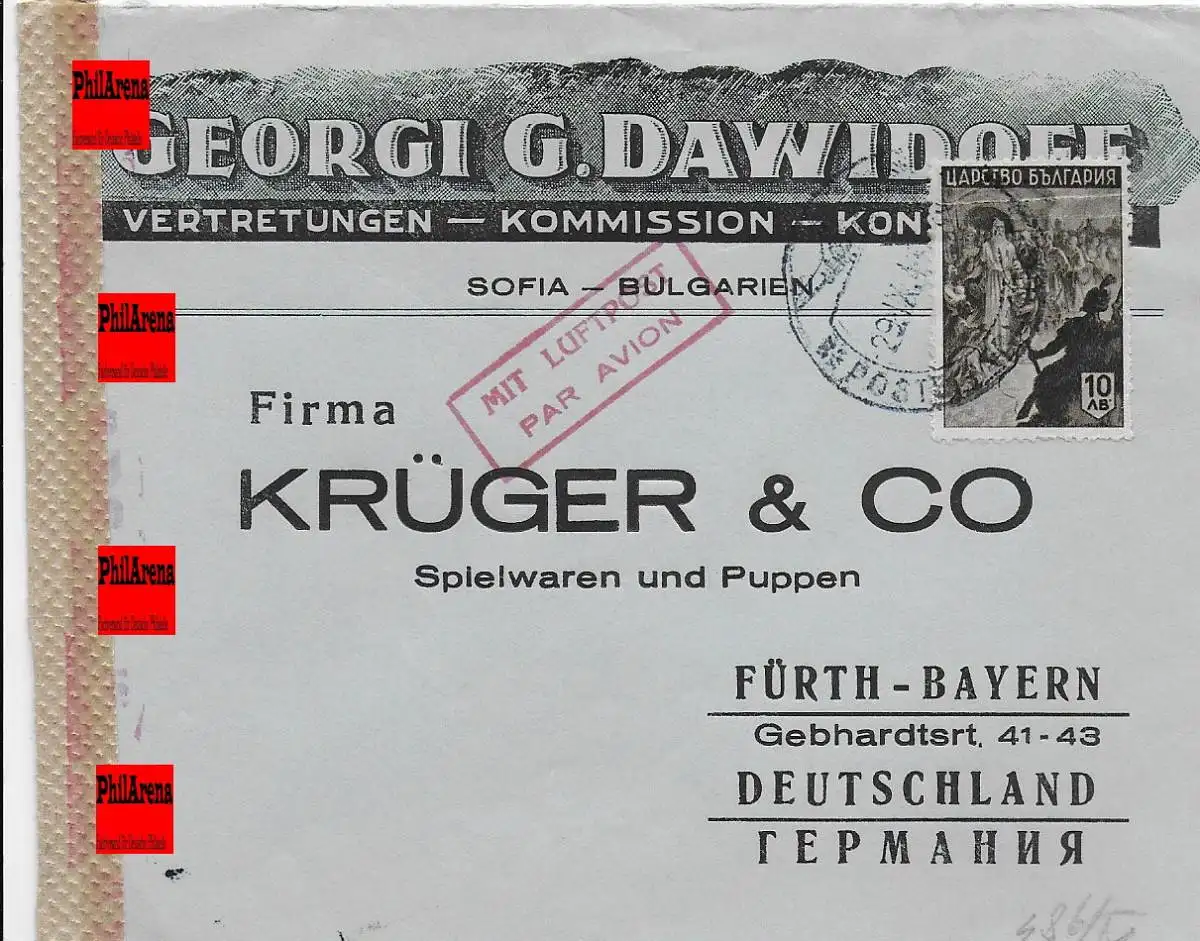 PhilArena
GEORGI G. DAWIDOFF
VERTRETUNGEN — KOMMISSION — KONS
ЦАРСТВО БЪЛГАРИЯ
10
ЛВ.
SOFIA — BULGARIEN
MIT LUFTPOST
PAR AVION
PhilArena
Firma
KRÜGER & CO
Spielwaren und Puppen
PhilArena
FÜRTH-BAYERN
Gebhardtsrt. 41-43
DEUTSCHLAND
PhilArena
ГЕРМАНИЯ